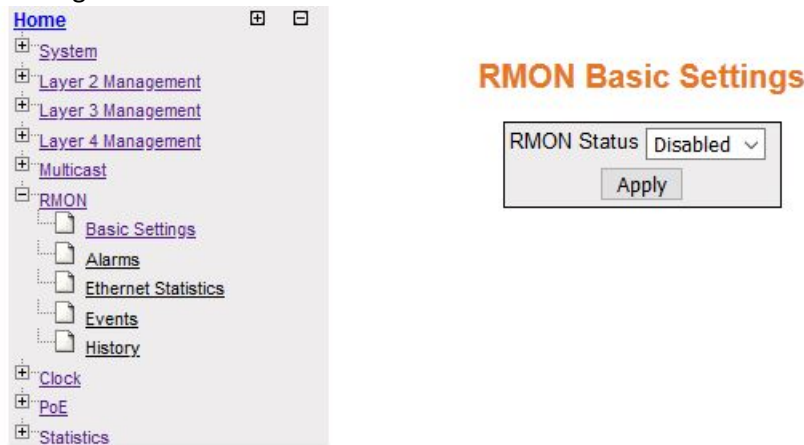 Home
System
Layer 2 Management
Layer 3 Management
Layer 4 Management
Multicast
RMON
Basic Settings
Alarms
Ethernet Statistics
Events
History
Clock
PoE
Statistics
RMON Basic Settings
RMON Status Disabled
Apply